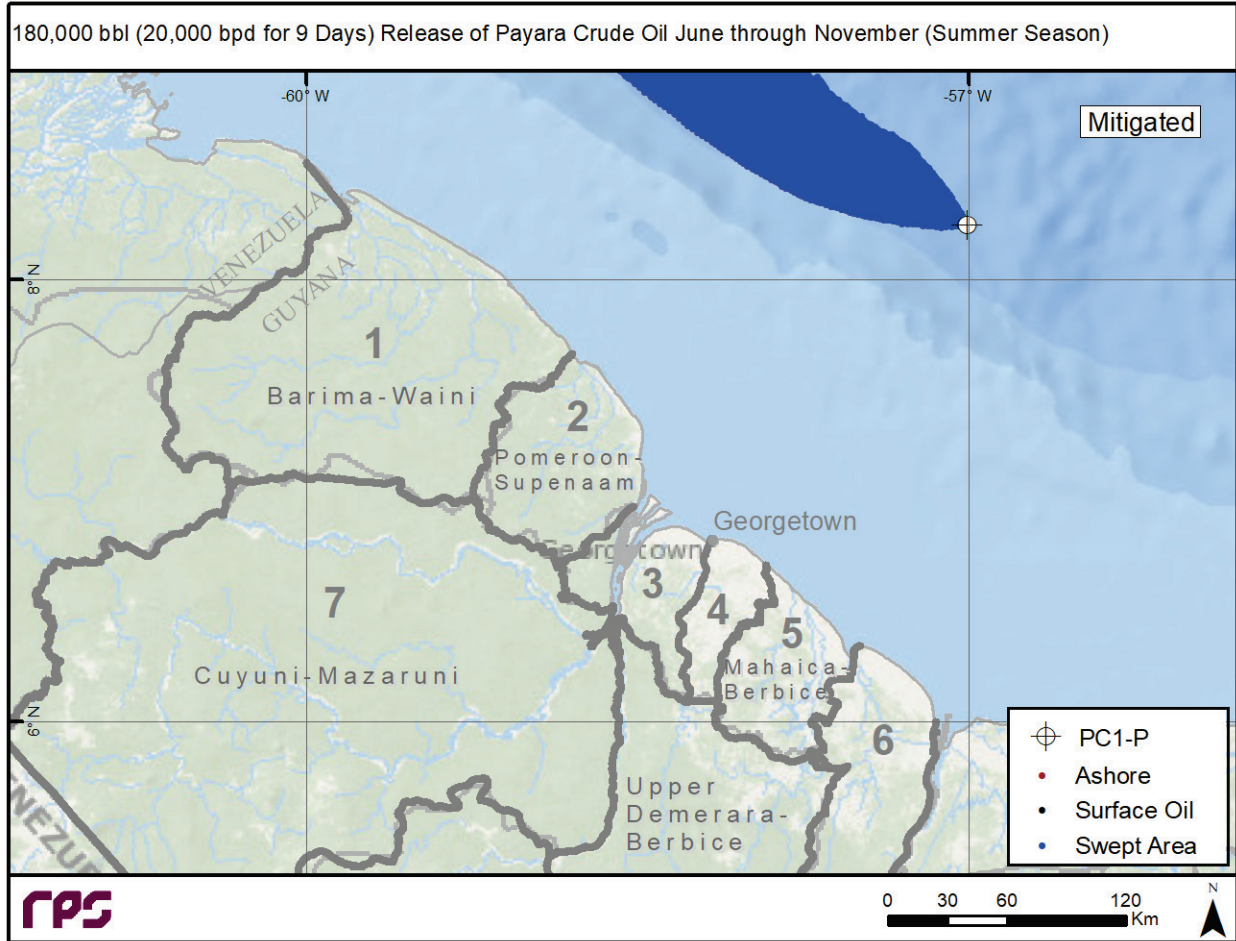 180,000 bbl (20,000 bpd for 9 Days) Release of Payara Crude Oil June through November (Summer Season)
-60° W
-57° W
Mitigated
8° N
VENEZUELA
GUYANA
1
Barima-Waini
2
Pomeroon-
Supenaam
Georgetown
Georgetown
3
4
5
7
Mahaica-
Berbice
Cuyuni-Mazaruni
6° N
6
Upper
Demerara-
Berbice
PC1-P
Ashore
Surface Oil
Swept Area
rps
0 30 60 120
Km
N